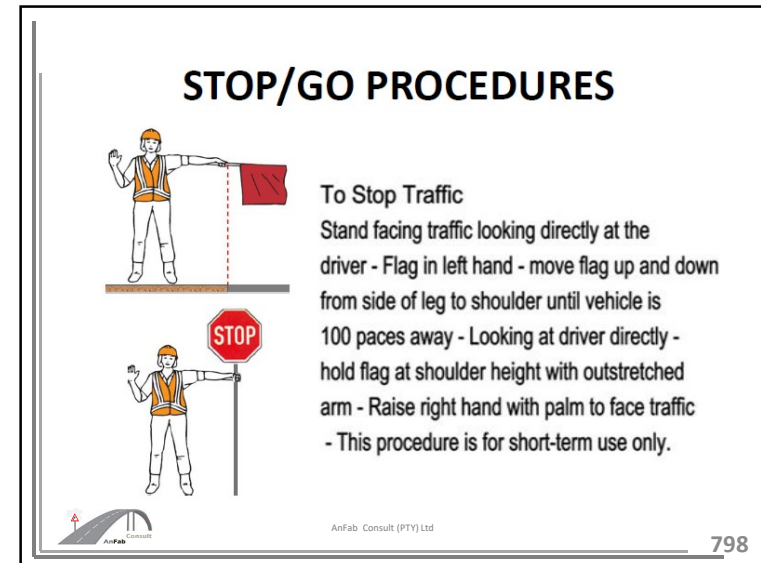 STOP/GO PROCEDURES
To Stop Traffic
Stand facing traffic looking directly at the
driver - Flag in left hand - move flag up and down
from side of leg to shoulder until vehicle is
100 paces away - Looking at driver directly -
hold flag at shoulder height with outstretched
arm - Raise right hand with palm to face traffic
- This procedure is for short-term use only.
STOP
AnFab Consult
AnFab Consult (PTY) Ltd
798